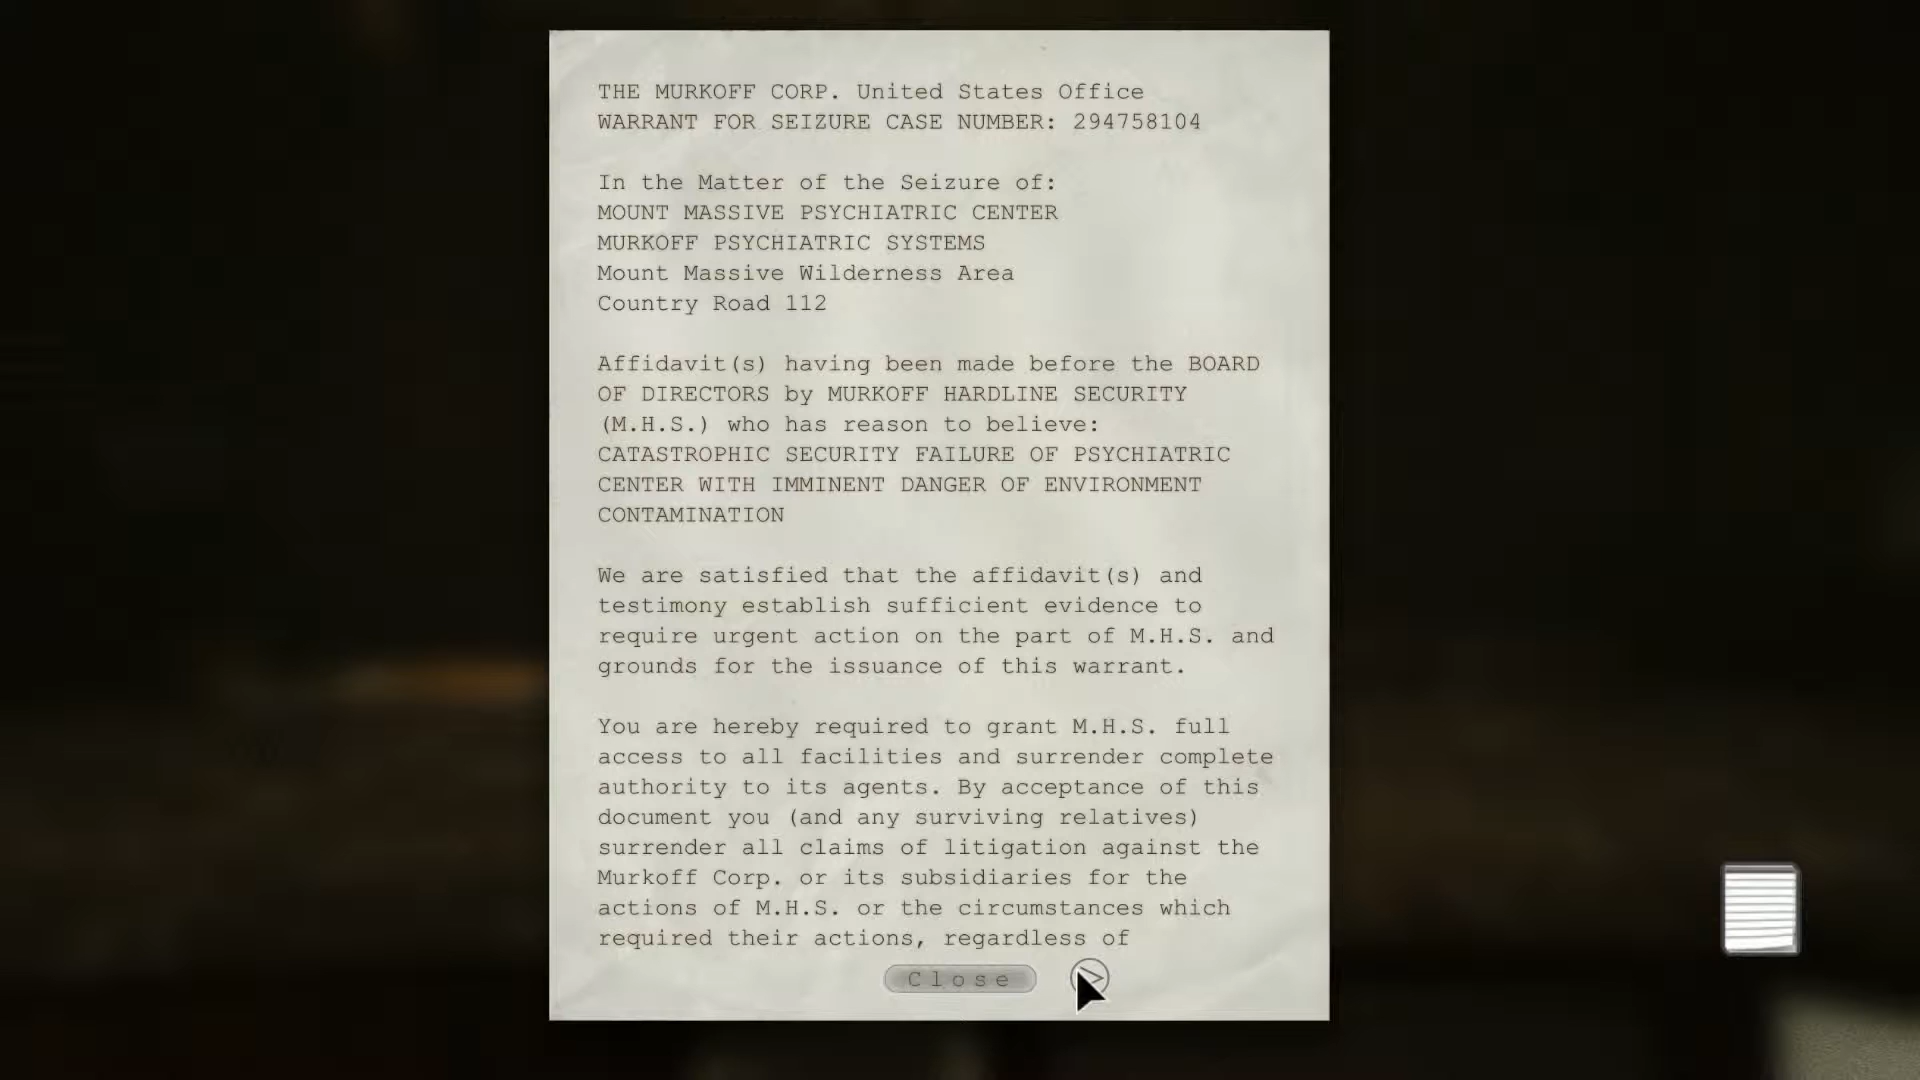 THE MURKOFF CORP. United States Office
WARRANT FOR SEIZURE CASE NUMBER: 294758104
In the Matter of the Seizure of:
MOUNT MASSIVE PSYCHIATRIC CENTER
MURKOFF PSYCHIATRIC SYSTEMS
Mount Massive Wilderness Area
Country Road 112
Affidavit(s) having been made before the BOARD
OF DIRECTORS by MURKOFF HARDLINE SECURITY
(M.H.S.) who has reason to believe:
CATASTROPHIC SECURITY FAILURE OF PSYCHIATRIC
CENTER WITH IMMINENT DANGER OF ENVIRONMENT
CONTAMINATION
We are satisfied that the affidavit(s) and
testimony establish sufficient evidence to
require urgent action on the part of M.H.S. and
grounds for the issuance of this warrant.
You are hereby required to grant M.H.S. full
access to all facilities and surrender complete
authority to its agents. By acceptance of this
document you (and any surviving relatives)
surrender all claims of litigation against the
Murkoff Corp. or its subsidiaries for the
actions of M.H.S. or the circumstances which
required their actions, regardless of
Close >